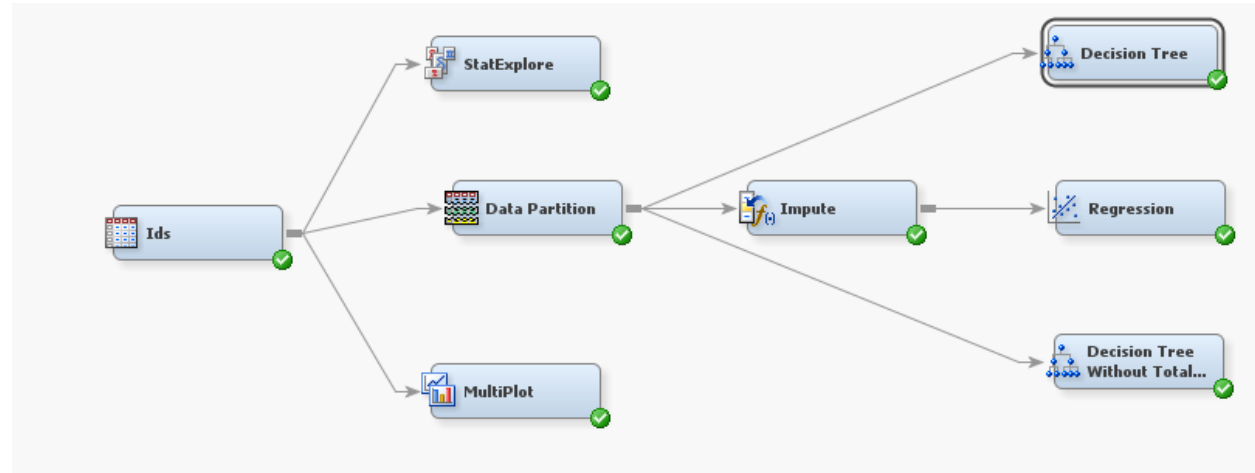 StatExplore
Decision Tree
Data Partition
Impute
Regression
Ids
Decision Tree
Without Total...
MultiPlot